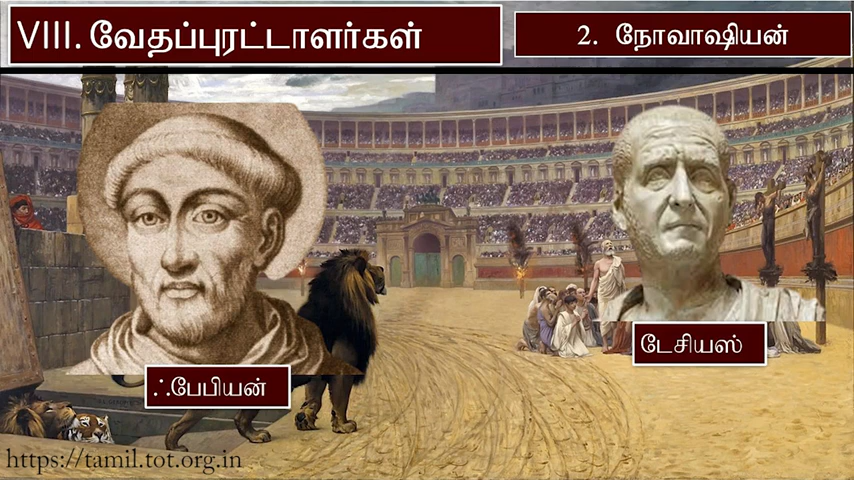 VIII. வேதப்புரட்டாளர்கள்
2. நோவாஷியன்
டேசியஸ்
ஃபேபியன்
https://tamil.tot.org.in